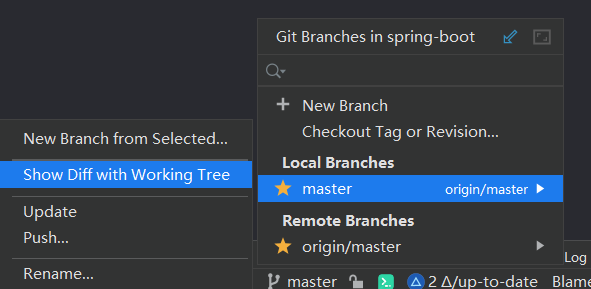 Git Branches in spring-boot
New Branch
Checkout Tag or Revision...
Local Branches
master origin/master
Remote Branches
origin/master
New Branch from Selected...
Show Diff with Working Tree
Update
Push...
Rename...
Log
master 2 Δ/up-to-date Blame